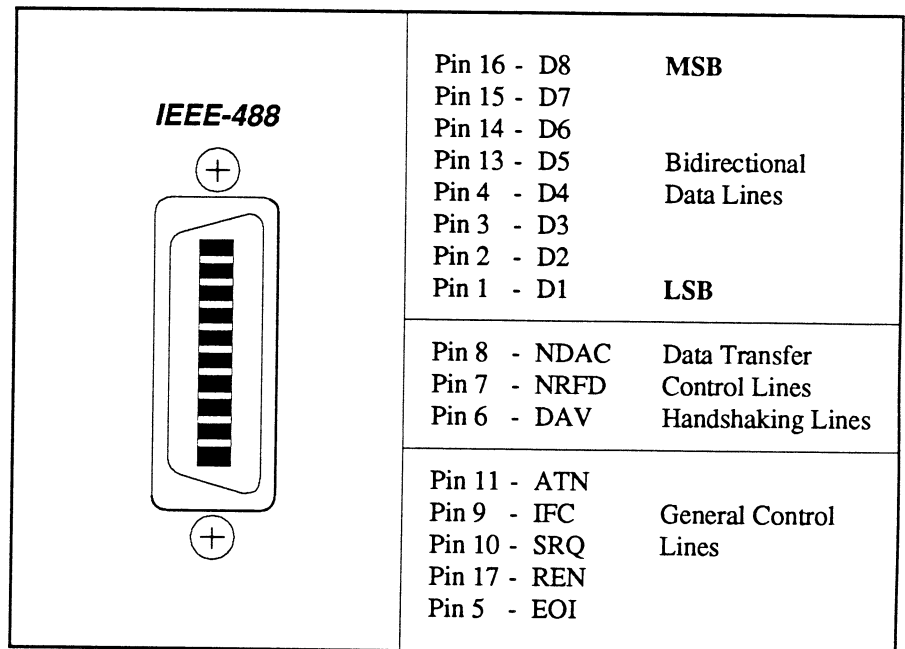 IEEE-488
Pin 16 - D8 MSB
Pin 15 - D7
Pin 14 - D6
Pin 13 - D5 Bidirectional
Pin 4 - D4 Data Lines
Pin 3 - D3
Pin 2 - D2
Pin 1 - D1 LSB
Pin 8 - NDAC Data Transfer
Pin 7 - NRFD Control Lines
Pin 6 - DAV Handshaking Lines
Pin 11 - ATN
Pin 9 - IFC General Control
Pin 10 - SRQ Lines
Pin 17 - REN
Pin 5 - EOI